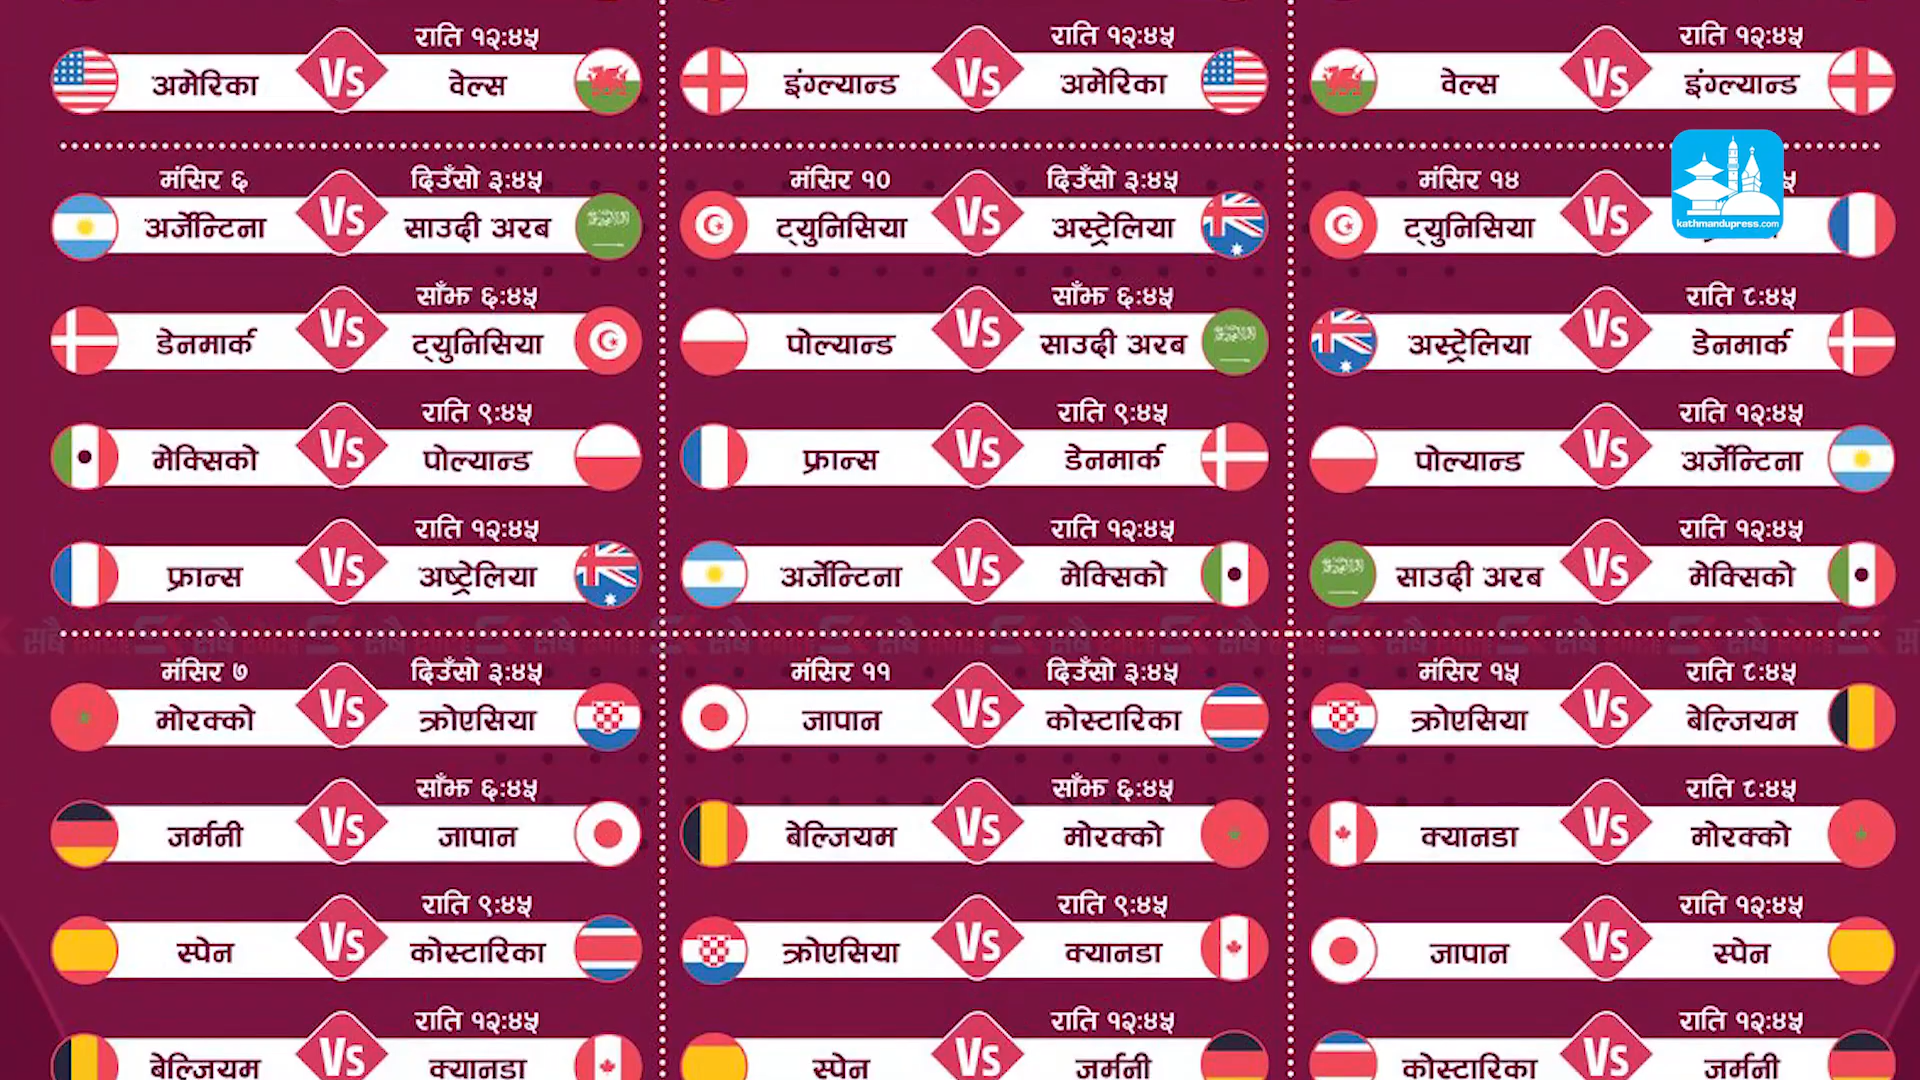 राति १२:४५
अमेरिका Vs वेल्स
राति १२:४५
इंग्ल्यान्ड Vs अमेरिका
राति १२:४५
वेल्स Vs इंग्ल्यान्ड
मंसिर ६ दिउँसो ३:४५
अर्जेन्टिना Vs साउदी अरब
साँझ ६:४५
डेनमार्क Vs ट्युनिसिया
राति ९:४५
मेक्सिको Vs पोल्यान्ड
राति १२:४५
फ्रान्स Vs अष्ट्रेलिया
मंसिर १० दिउँसो ३:४५
ट्युनिसिया Vs अस्ट्रेलिया
साँझ ६:४५
पोल्यान्ड Vs साउदी अरब
राति ९:४५
फ्रान्स Vs डेनमार्क
राति १२:४५
अर्जेन्टिना Vs मेक्सिको
मंसिर १४
ट्युनिसिया Vs
kathmandupress.com
राति ८:४५
अस्ट्रेलिया Vs डेनमार्क
राति १२:४५
पोल्यान्ड Vs अर्जेन्टिना
राति १२:४५
साउदी अरब Vs मेक्सिको
मंसिर ७ दिउँसो ३:४५
मोरक्को Vs क्रोएसिया
साँझ ६:४५
जर्मनी Vs जापान
राति ९:४५
स्पेन Vs कोस्टारिका
राति १२:४५
बेल्जियम Vs क्यानडा
मंसिर ११ दिउँसो ३:४५
जापान Vs कोस्टारिका
साँझ ६:४५
बेल्जियम Vs मोरक्को
राति ९:४५
क्रोएसिया Vs क्यानडा
राति १२:४५
स्पेन Vs जर्मनी
मंसिर १५ राति ८:४५
क्रोएसिया Vs बेल्जियम
राति ८:४५
क्यानडा Vs मोरक्को
राति १२:४५
जापान Vs स्पेन
राति १२:४५
कोस्टारिका Vs जर्मनी